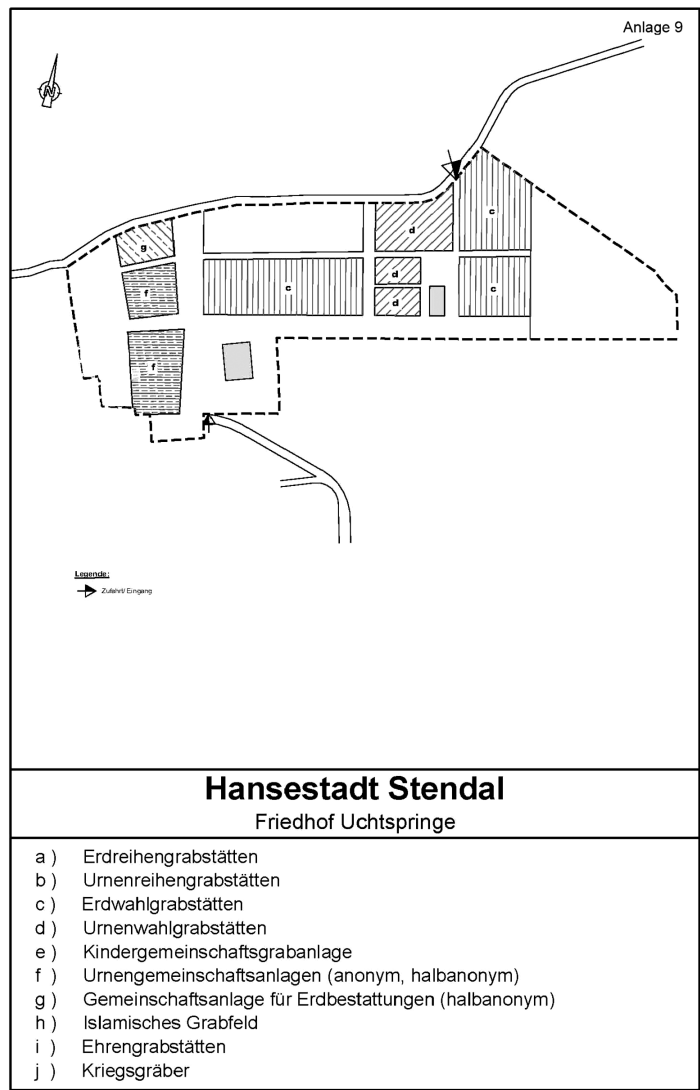 Anlage 9
N
c
d
g
d
f
c
c
d
f
Legende:
Zufahrt/ Eingang
Hansestadt Stendal
Friedhof Uchtspringe
a ) Erdreihengrabstätten
b ) Urnenreihengrabstätten
c ) Erdwahlgrabstätten
d ) Urnenwahlgrabstätten
e ) Kindergemeinschaftsgrabanlage
f ) Urnengemeinschaftsanlagen (anonym, halbanonym)
g ) Gemeinschaftsanlage für Erdbestattungen (halbanonym)
h ) Islamisches Grabfeld
i ) Ehrengrabstätten
j ) Kriegsgräber